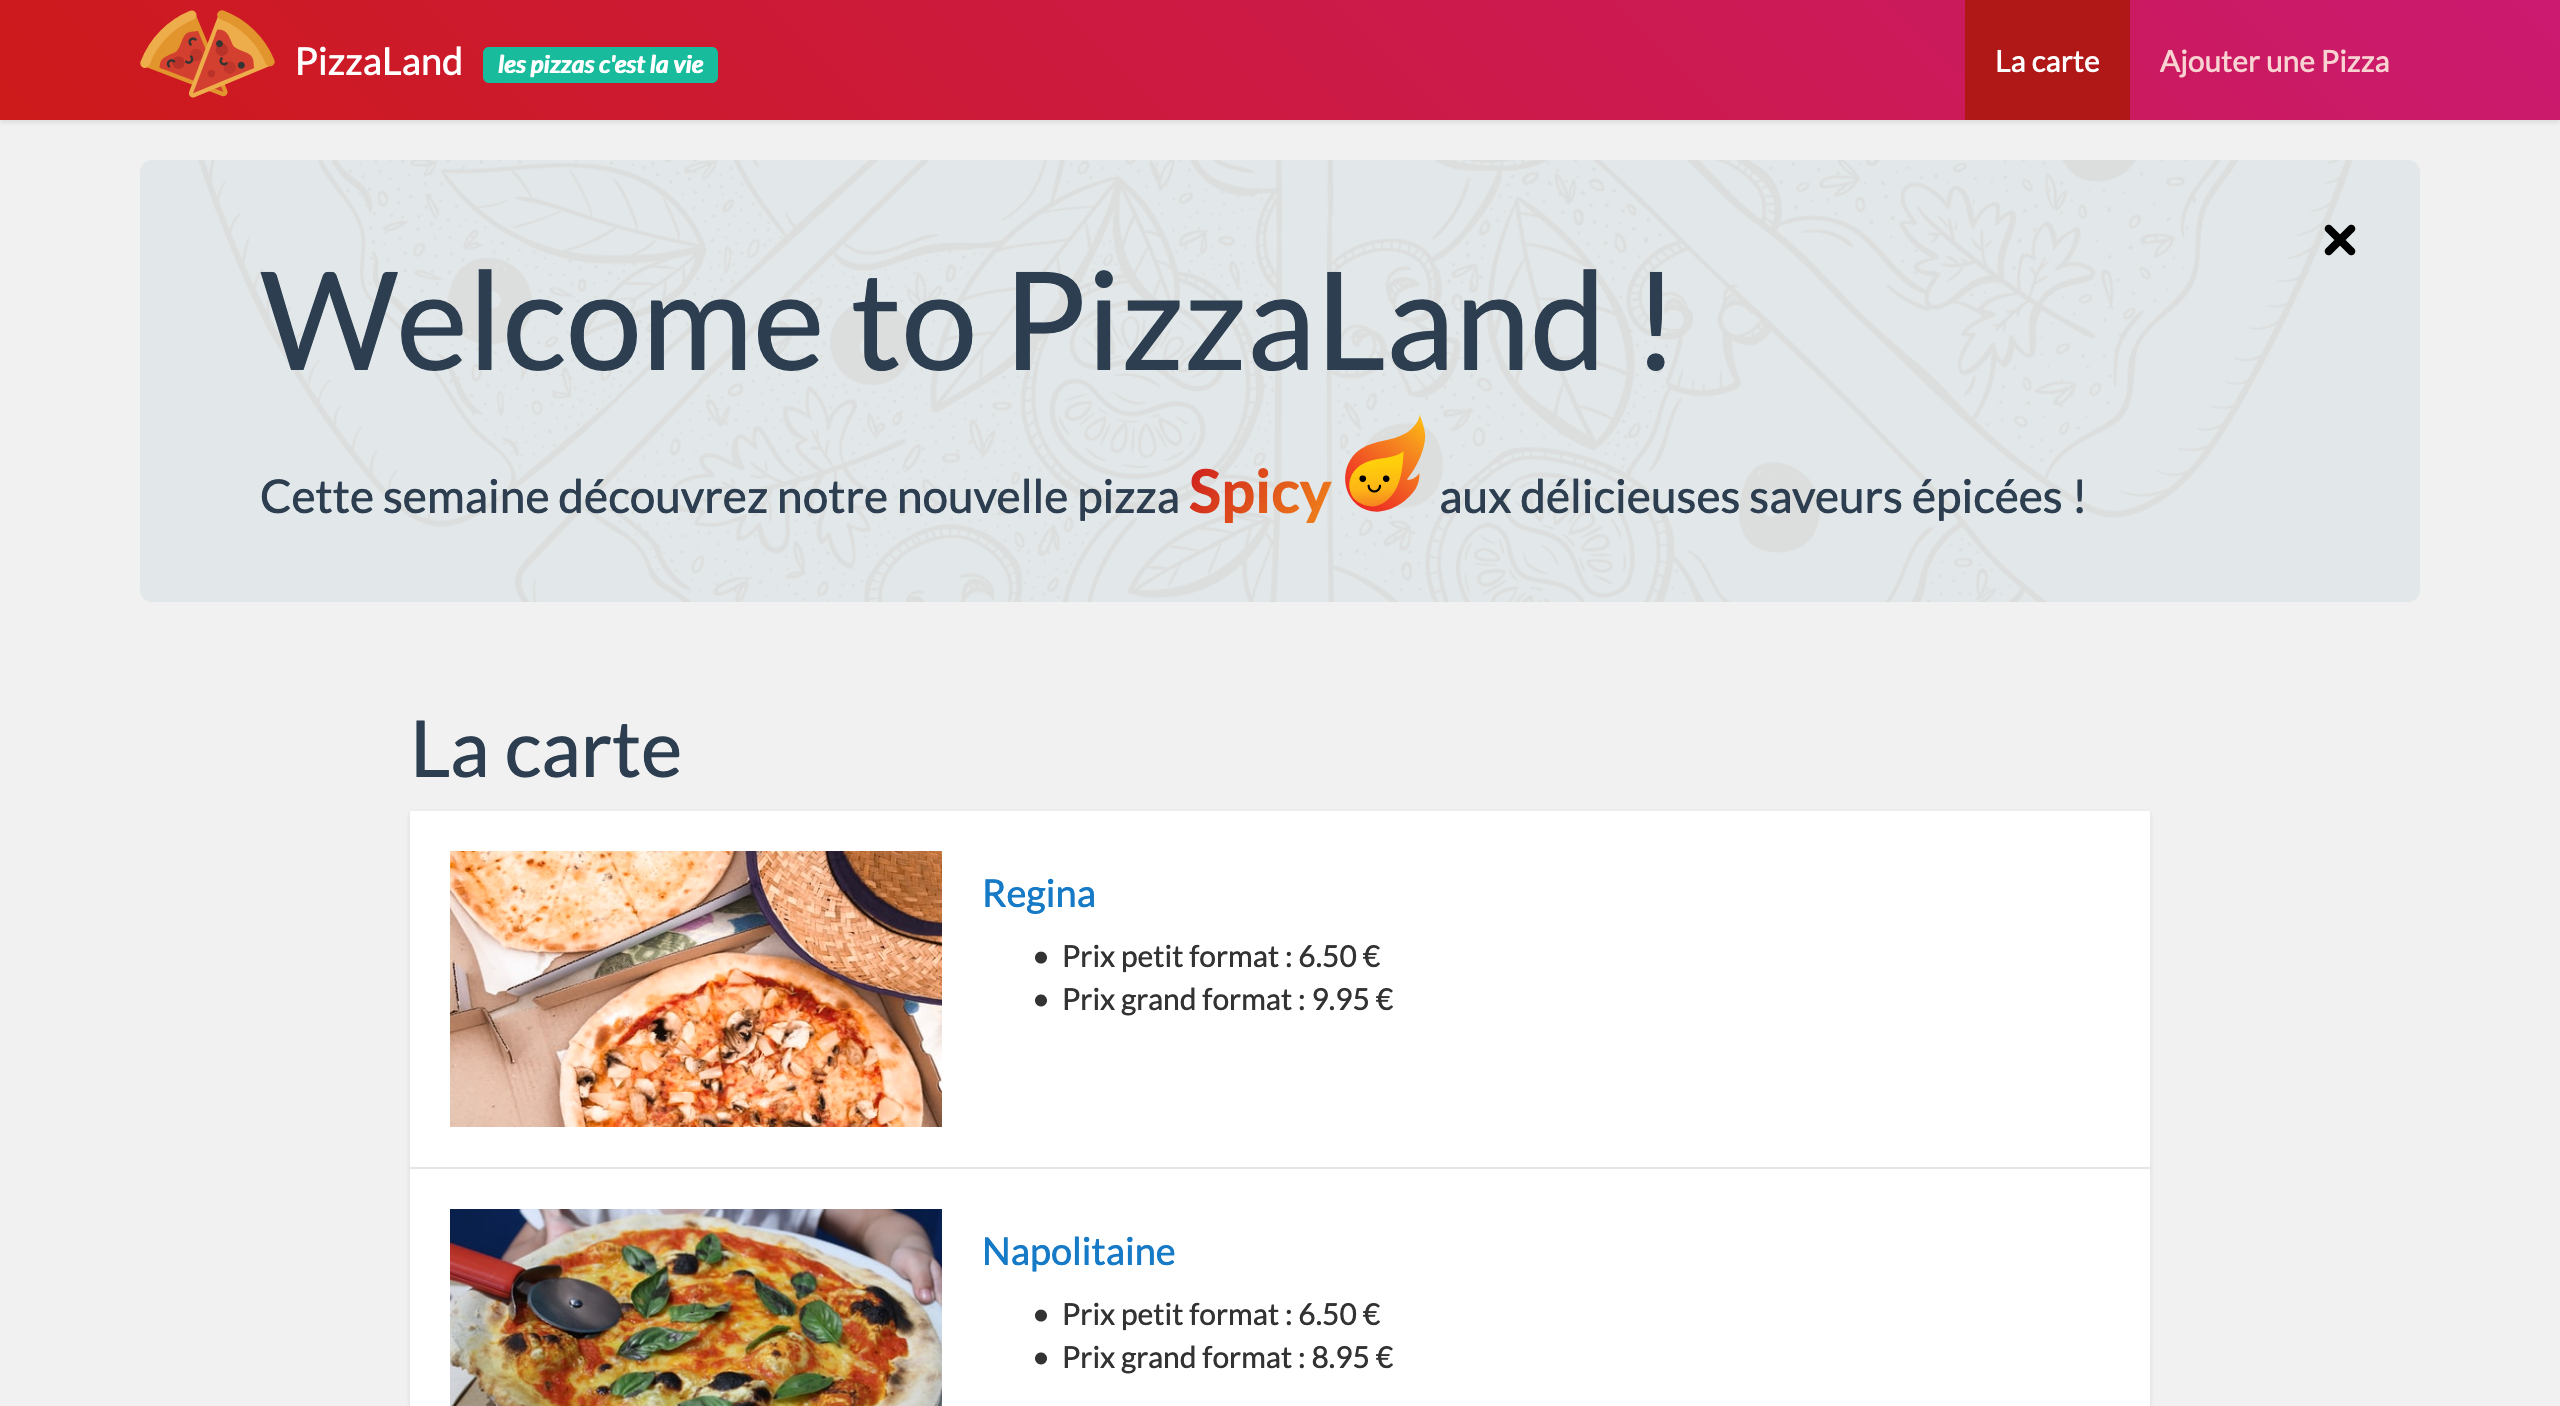 PizzaLand les pizzas c'est la vie La carte Ajouter une Pizza
Welcome to PizzaLand !
Cette semaine découvrez notre nouvelle pizza Spicy aux délicieuses saveurs épicées !
La carte
Regina
• Prix petit format : 6.50 €
• Prix grand format : 9.95 €
Napolitaine
• Prix petit format : 6.50 €
• Prix grand format : 8.95 €